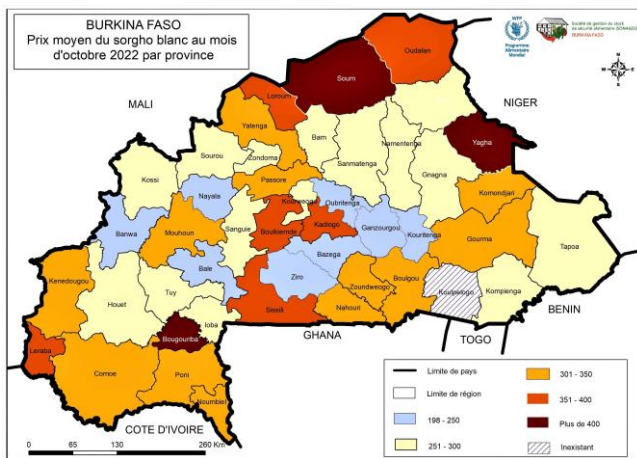 BURKINA FASO
Prix moyen du sorgho blanc au mois
d'octobre 2022 par province
WFP
Programme
Alimentaire
Mondial
BURKINA FASO
MALI
NIGER
Oudalan
Soum
Loroum
Yatenga
Bam
Namentenga
Yagha
Sourou
Zondoma
Sanmatenga
Gnagna
Kossi
Passore
Komondjari
Nayala
Kourweogo
Oubritenga
Banwa
Mouhoun
Sanguie
Boulkiemde
Kadiogo
Ganzourgou
Kouritenga
Gourma
Tapoa
Bale
Bazega
Ziro
Kenedougou
Houet
Tuy
Zoundweogo
Boulgou
Koulpelogo
Kompienga
Ioba
Sissili
Nahouri
Leraba
Bougouriba
Comoe
Poni
Noumbiel
GHANA
TOGO
BENIN
COTE D'IVOIRE
0 65 130 260 Km
Limite de pays
Limite de région
198 - 250
251 - 300
301 - 350
351 - 400
Plus de 400
Inexistant